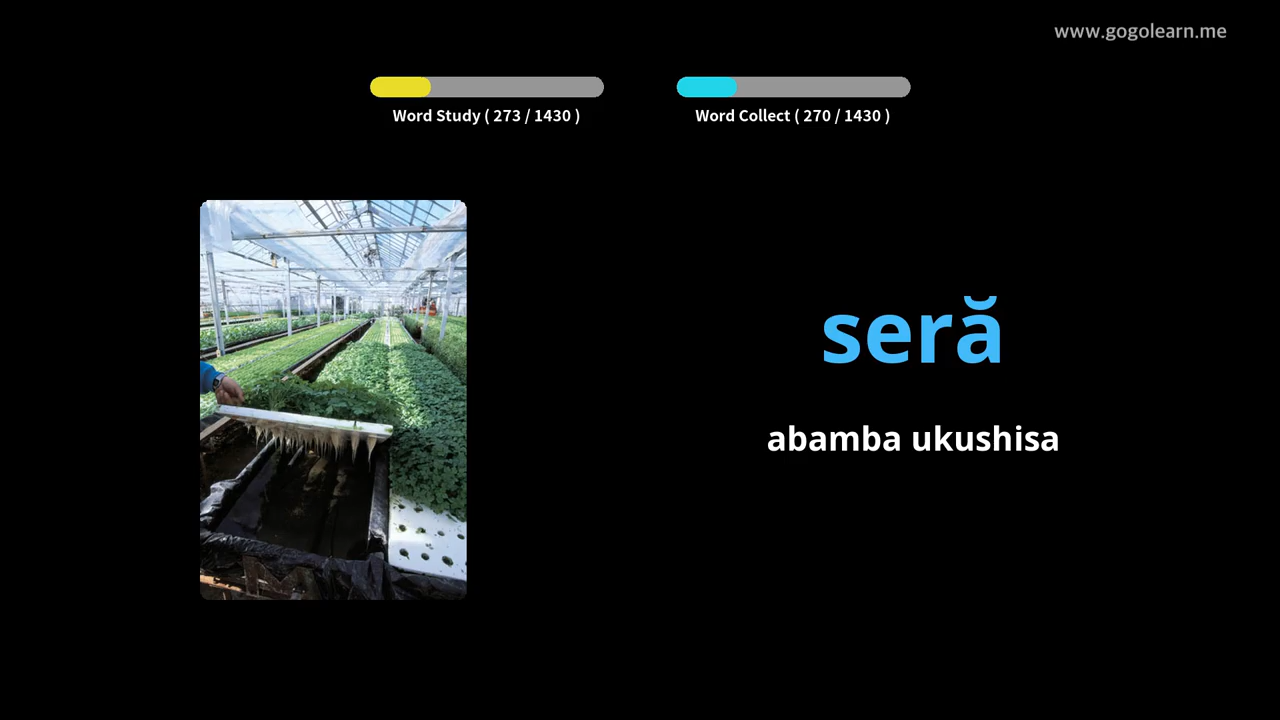 www.gogolearn.me
Word Study ( 273 / 1430 )
Word Collect ( 270 / 1430 )
seră
abamba ukushisa